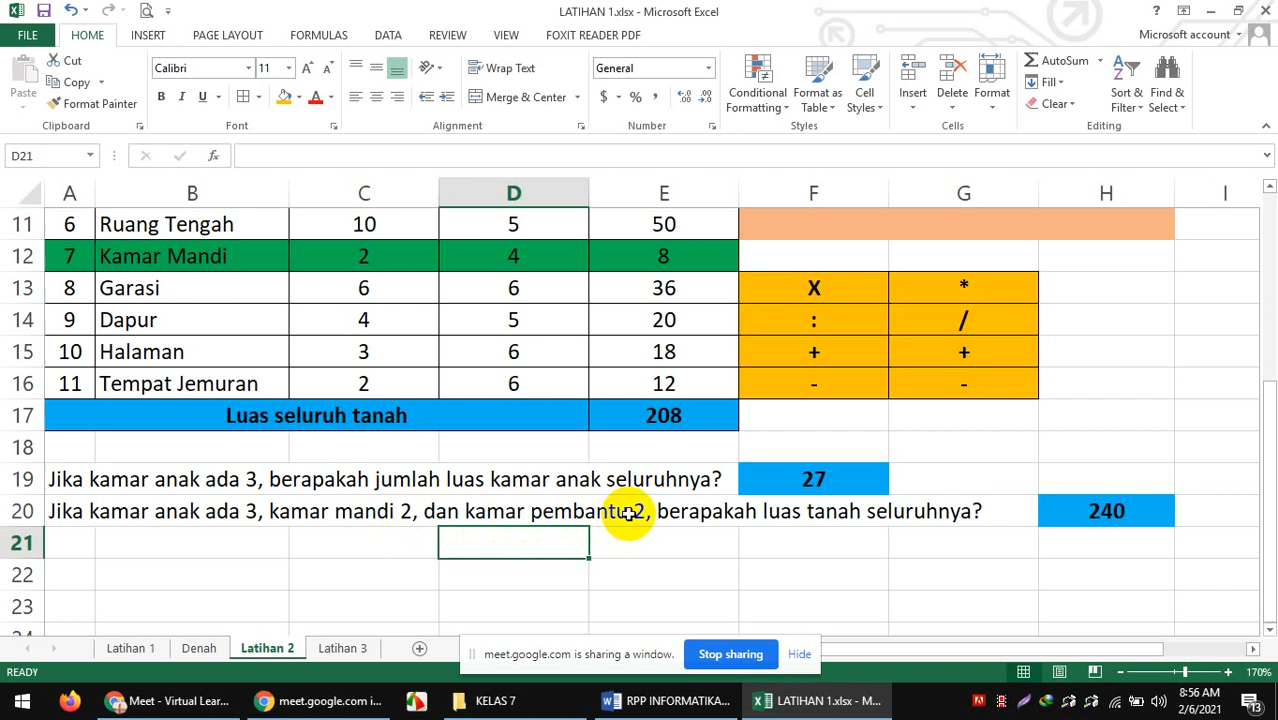 LATIHAN 1.xlsx - Microsoft Excel
FILE HOME INSERT PAGE LAYOUT FORMULAS DATA REVIEW VIEW FOXIT READER PDF Microsoft account
Paste Cut Copy Format Painter
Calibri 11 B I U A
Wrap Text Merge & Center
General $ % ,
Conditional Formatting Format as Table Cell Styles
Insert Delete Format
AutoSum Fill Clear Sort & Filter Find & Select
Clipboard Font Alignment Number Styles Cells Editing
D21 fx
A B C D E F G H I
11 6 Ruang Tengah 10 5 50
12 7 Kamar Mandi 2 4 8
13 8 Garasi 6 6 36 X *
14 9 Dapur 4 5 20 : /
15 10 Halaman 3 6 18 + +
16 11 Tempat Jemuran 2 6 12 - -
17 Luas seluruh tanah 208
18
19 Jika kamar anak ada 3, berapakah jumlah luas kamar anak seluruhnya? 27
20 Jika kamar anak ada 3, kamar mandi 2, dan kamar pembantu 2, berapakah luas tanah seluruhnya? 240
21
22
23
24
Latihan 1 Denah Latihan 2 Latihan 3
meet.google.com is sharing a window. Stop sharing Hide
READY 170%
Meet - Virtual Lear... meet.google.com i... KELAS 7 RPP INFORMATIKA... LATIHAN 1.xlsx - M...
8:56 AM
2/6/2021
13